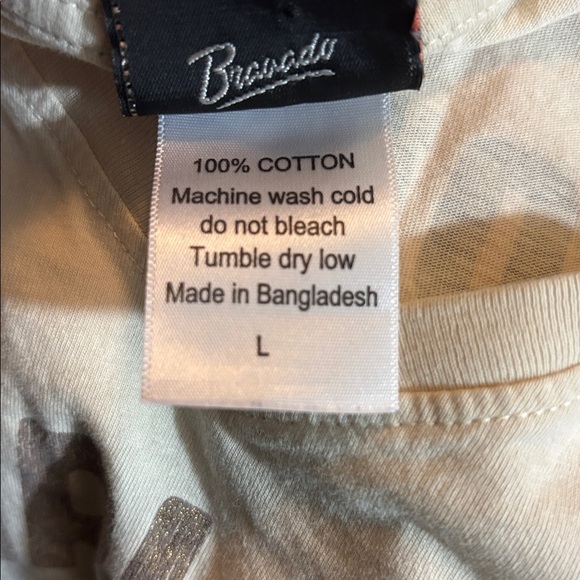 Bravado
100% COTTON
Machine wash cold
do not bleach
Tumble dry low
Made in Bangladesh
L